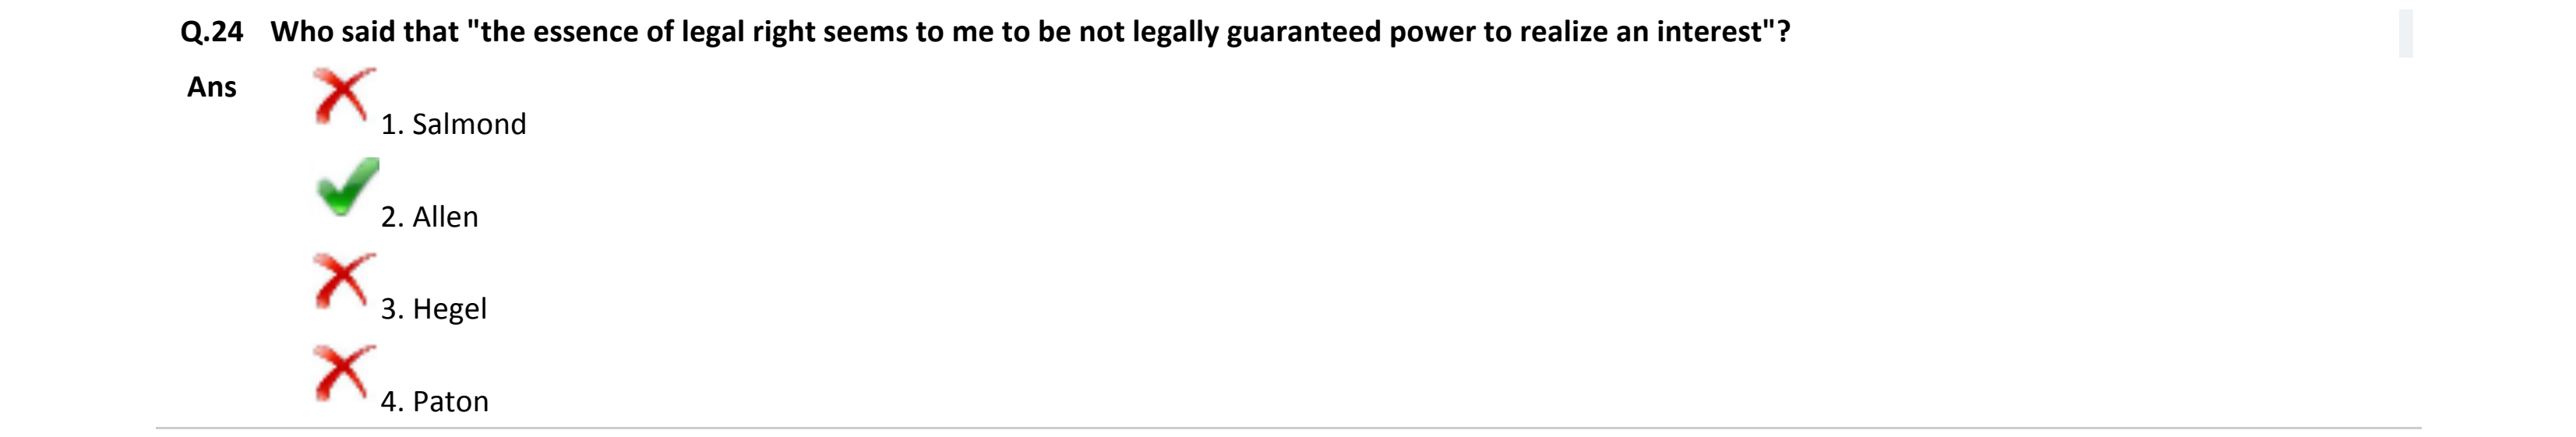 Q.24 Who said that "the essence of legal right seems to me to be not legally guaranteed power to realize an interest"?
Ans
1. Salmond
2. Allen
3. Hegel
4. Paton